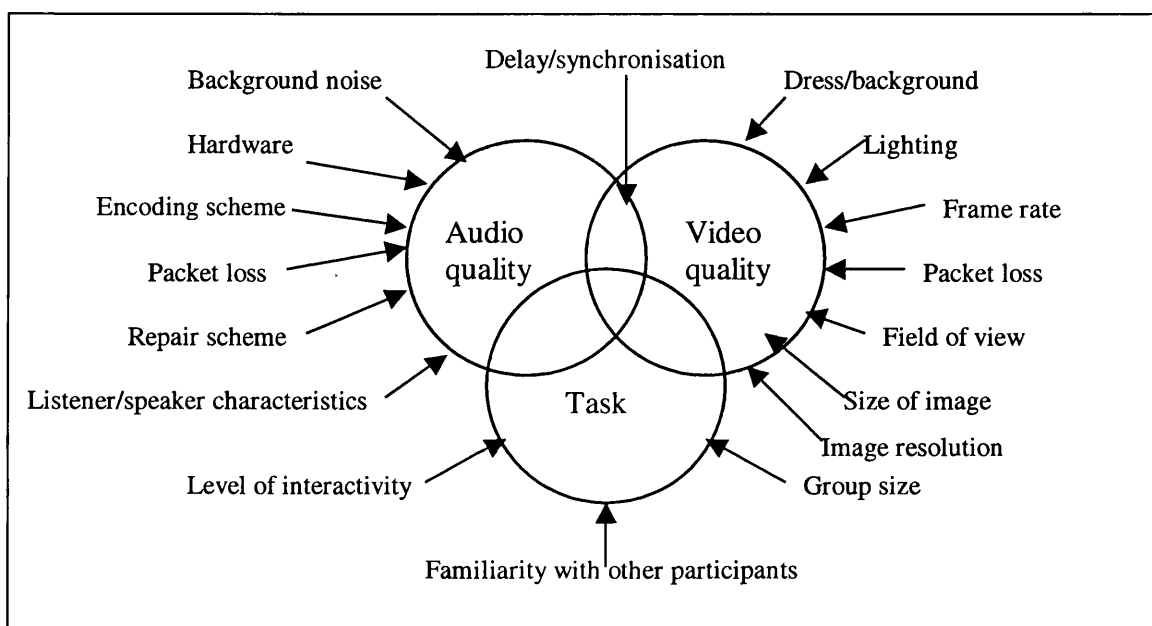 Delay/synchronisation
Background noise
Dress/background
Hardware
Lighting
Encoding scheme
Frame rate
Audio
quality
Video
quality
Packet loss
Packet loss
Repair scheme
Field of view
Listener/speaker characteristics
Task
Size of image
Image resolution
Level of interactivity
Group size
Familiarity with other participants